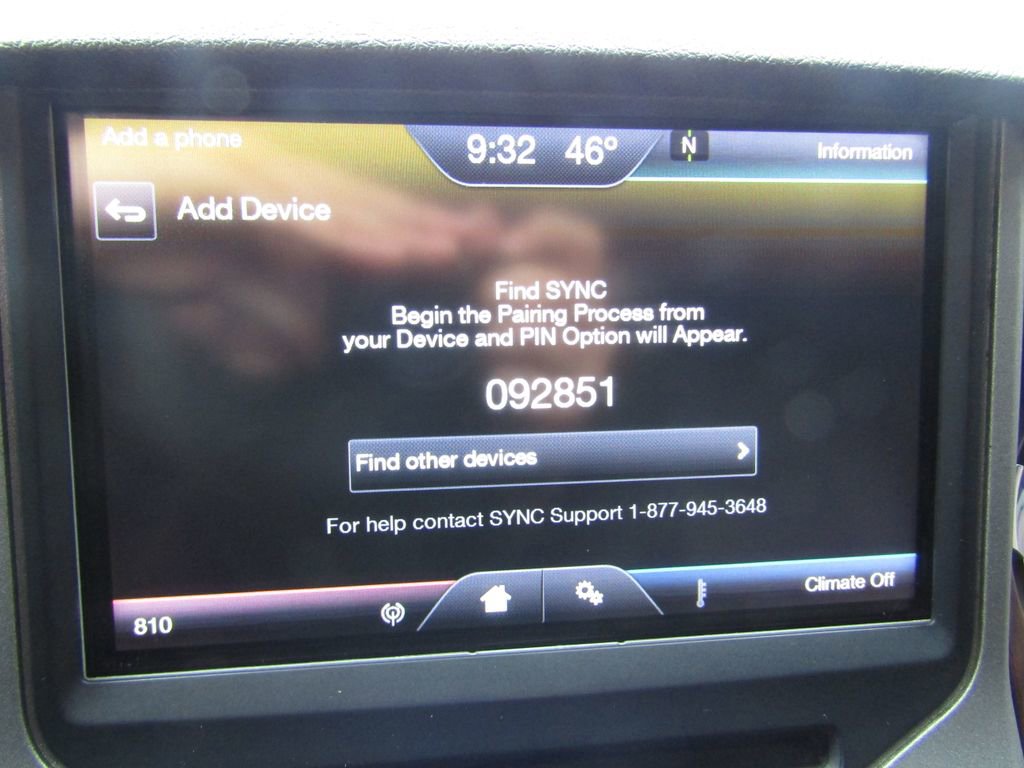 Add a phone
9:32 46°
N
Information
Add Device
Find SYNC
Begin the Pairing Process from
your Device and PIN Option will Appear.
092851
Find other devices
For help contact SYNC Support 1-877-945-3648
810
Climate Off